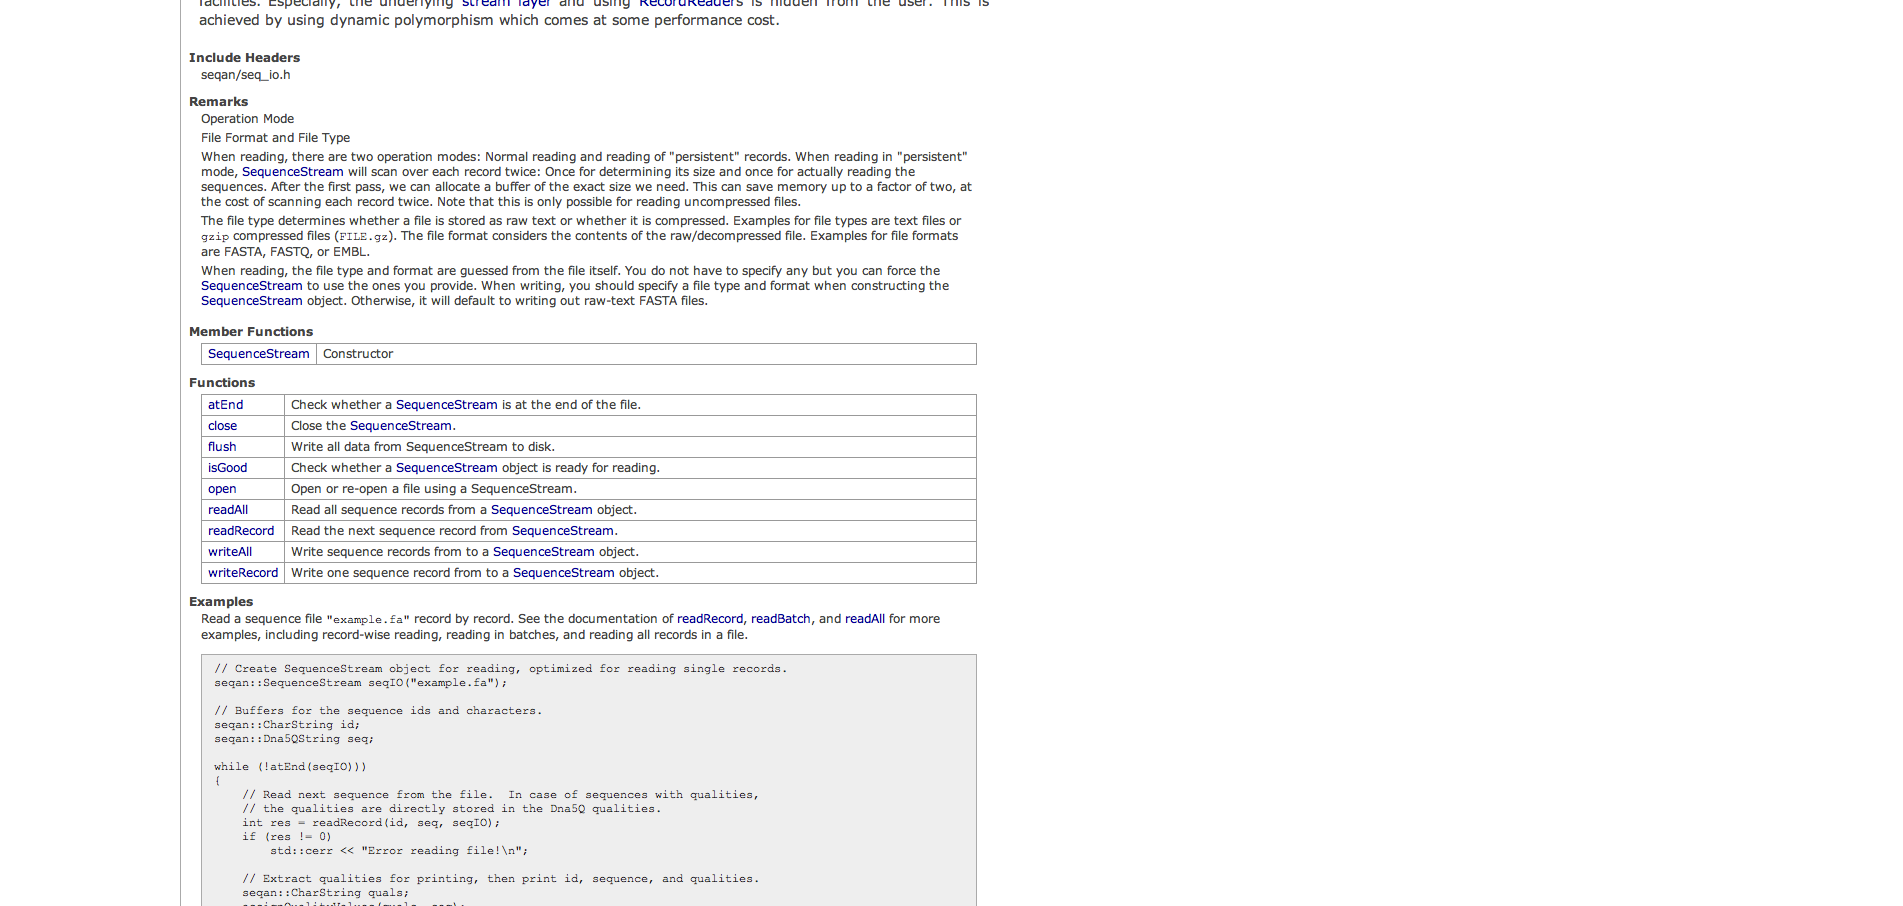 facilities. Especially, the underlying stream layer and using RecordReaders is hidden from the user. This is
achieved by using dynamic polymorphism which comes at some performance cost.
Include Headers
seqan/seq_io.h
Remarks
Operation Mode
File Format and File Type
When reading, there are two operation modes: Normal reading and reading of "persistent" records. When reading in "persistent"
mode, SequenceStream will scan over each record twice: Once for determining its size and once for actually reading the
sequences. After the first pass, we can allocate a buffer of the exact size we need. This can save memory up to a factor of two, at
the cost of scanning each record twice. Note that this is only possible for reading uncompressed files.
The file type determines whether a file is stored as raw text or whether it is compressed. Examples for file types are text files or
gzip compressed files (FILE.gz). The file format considers the contents of the raw/decompressed file. Examples for file formats
are FASTA, FASTQ, or EMBL.
When reading, the file type and format are guessed from the file itself. You do not have to specify any but you can force the
SequenceStream to use the ones you provide. When writing, you should specify a file type and format when constructing the
SequenceStream object. Otherwise, it will default to writing out raw-text FASTA files.
Member Functions
SequenceStream Constructor
Functions
atEnd Check whether a SequenceStream is at the end of the file.
close Close the SequenceStream.
flush Write all data from SequenceStream to disk.
isGood Check whether a SequenceStream object is ready for reading.
open Open or re-open a file using a SequenceStream.
readAll Read all sequence records from a SequenceStream object.
readRecord Read the next sequence record from SequenceStream.
writeAll Write sequence records from to a SequenceStream object.
writeRecord Write one sequence record from to a SequenceStream object.
Examples
Read a sequence file "example.fa" record by record. See the documentation of readRecord, readBatch, and readAll for more
examples, including record-wise reading, reading in batches, and reading all records in a file.
// Create SequenceStream object for reading, optimized for reading single records.
seqan::SequenceStream seqIO("example.fa");
// Buffers for the sequence ids and characters.
seqan::CharString id;
seqan::Dna5QString seq;
while (!atEnd(seqIO)))
{
// Read next sequence from the file.  In case of sequences with qualities,
// the qualities are directly stored in the Dna5Q qualities.
int res = readRecord(id, seq, seqIO);
if (res != 0)
std::cerr << "Error reading file!\n";
// Extract qualities for printing, then print id, sequence, and qualities.
seqan::CharString quals;
assignQualityValues(quals, seq);